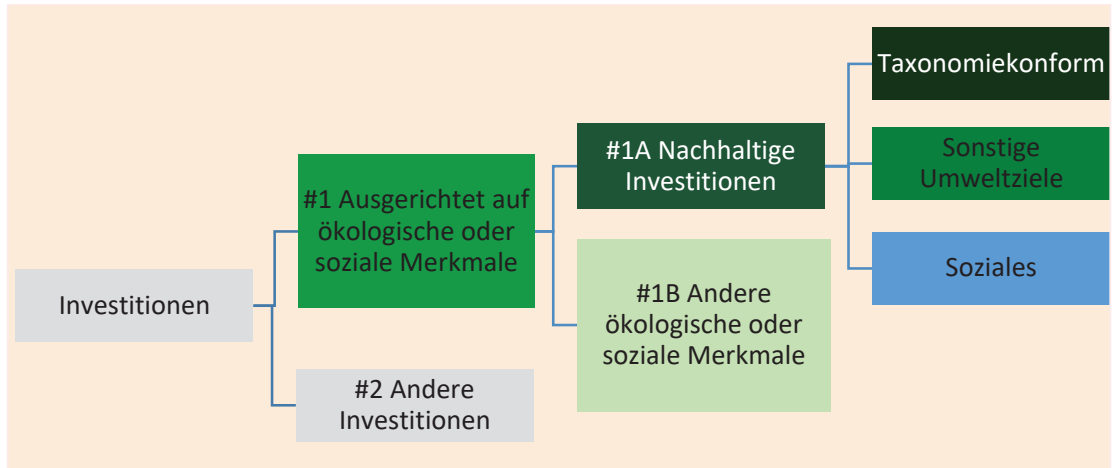 Investitionen
#1 Ausgerichtet auf
ökologische oder
soziale Merkmale
#2 Andere
Investitionen
#1A Nachhaltige
Investitionen
#1B Andere
ökologische oder
soziale Merkmale
Taxonomiekonform
Sonstige
Umweltziele
Soziales